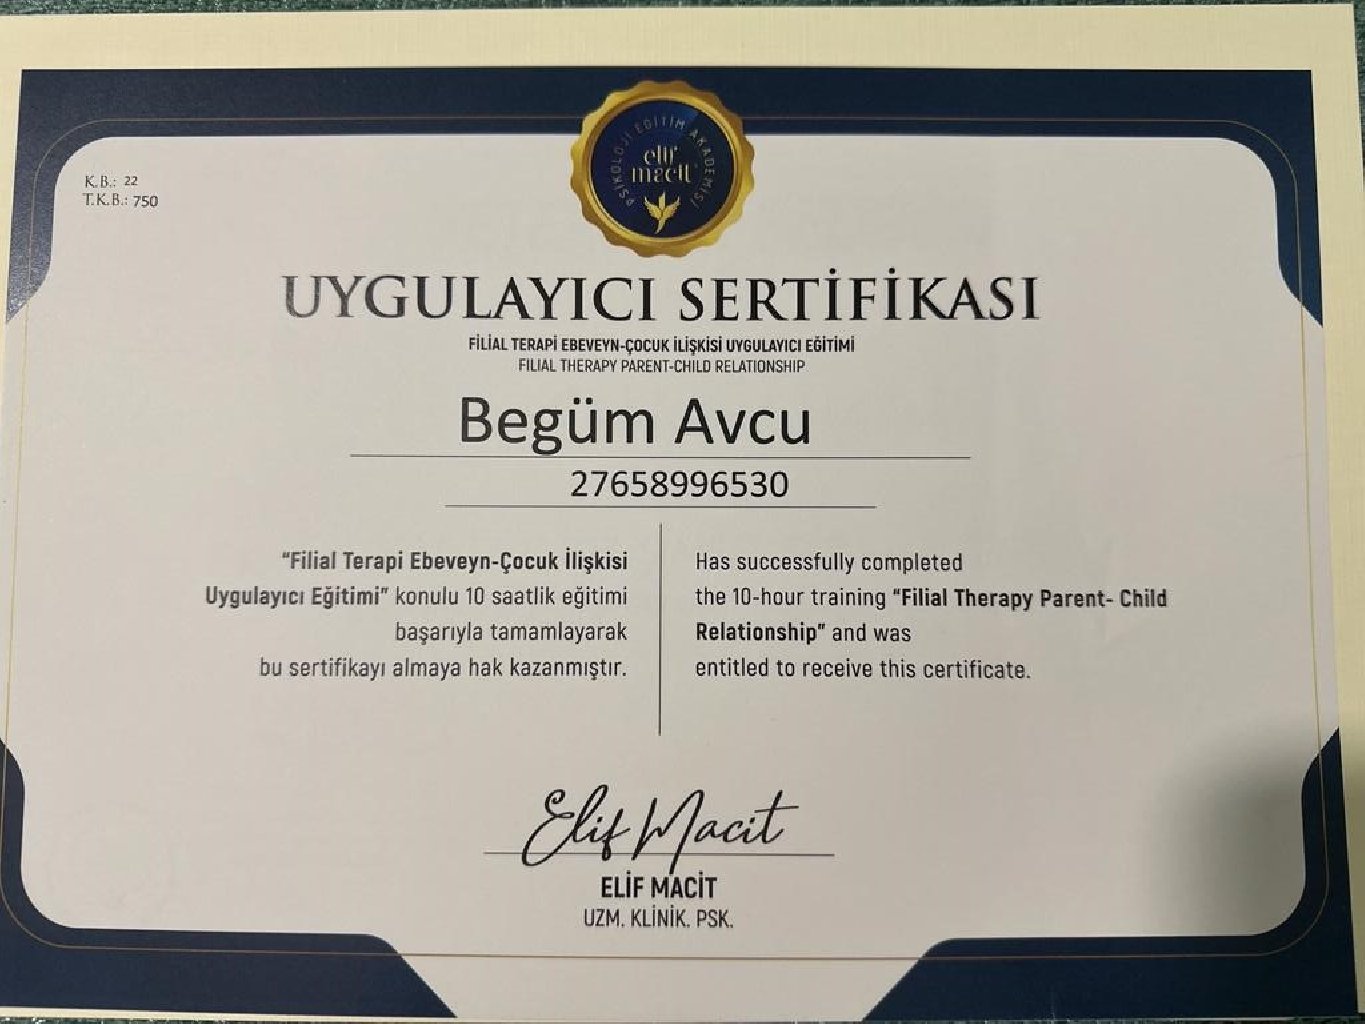 K.B.: 22
T.K.B.: 750
PSİKOLOJİ EĞİTİM AKADEMİSİ
elif
macit
UYGULAYICI SERTİFİKASI
FİLİAL TERAPİ EBEVEYN-ÇOCUK İLİŞKİSİ UYGULAYICI EĞİTİMİ
FILIAL THERAPY PARENT-CHILD RELATIONSHIP
Begüm Avcu
27658996530
“Filial Terapi Ebeveyn-Çocuk İlişkisi
Uygulayıcı Eğitimi” konulu 10 saatlik eğitimi
başarıyla tamamlayarak
bu sertifikayı almaya hak kazanmıştır.
Has successfully completed
the 10-hour training “Filial Therapy Parent- Child
Relationship” and was
entitled to receive this certificate.
Elif Macit
ELİF MACİT
UZM. KLİNİK. PSK.